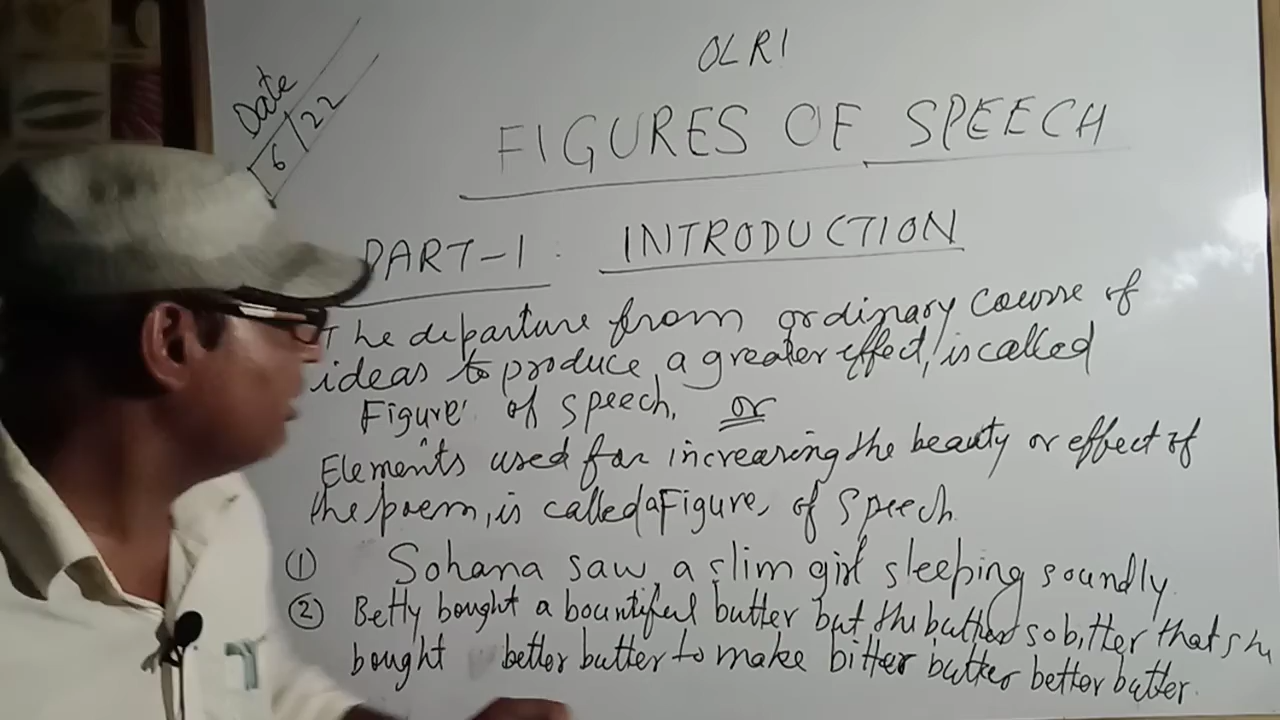 OLRI
Date
6/22
FIGURES OF SPEECH
PART-I : INTRODUCTION
The departure from ordinary course of
ideas to produce a greater effect, is called
Figure of speech. or
Elements used for increasing the beauty or effect of
the poem, is called a Figure of speech.
(1) Sohana saw a slim girl sleeping soundly.
(2) Betty bought a bountiful butter but the butter so bitter that sh
bought better butter to make bitter butter better butter.